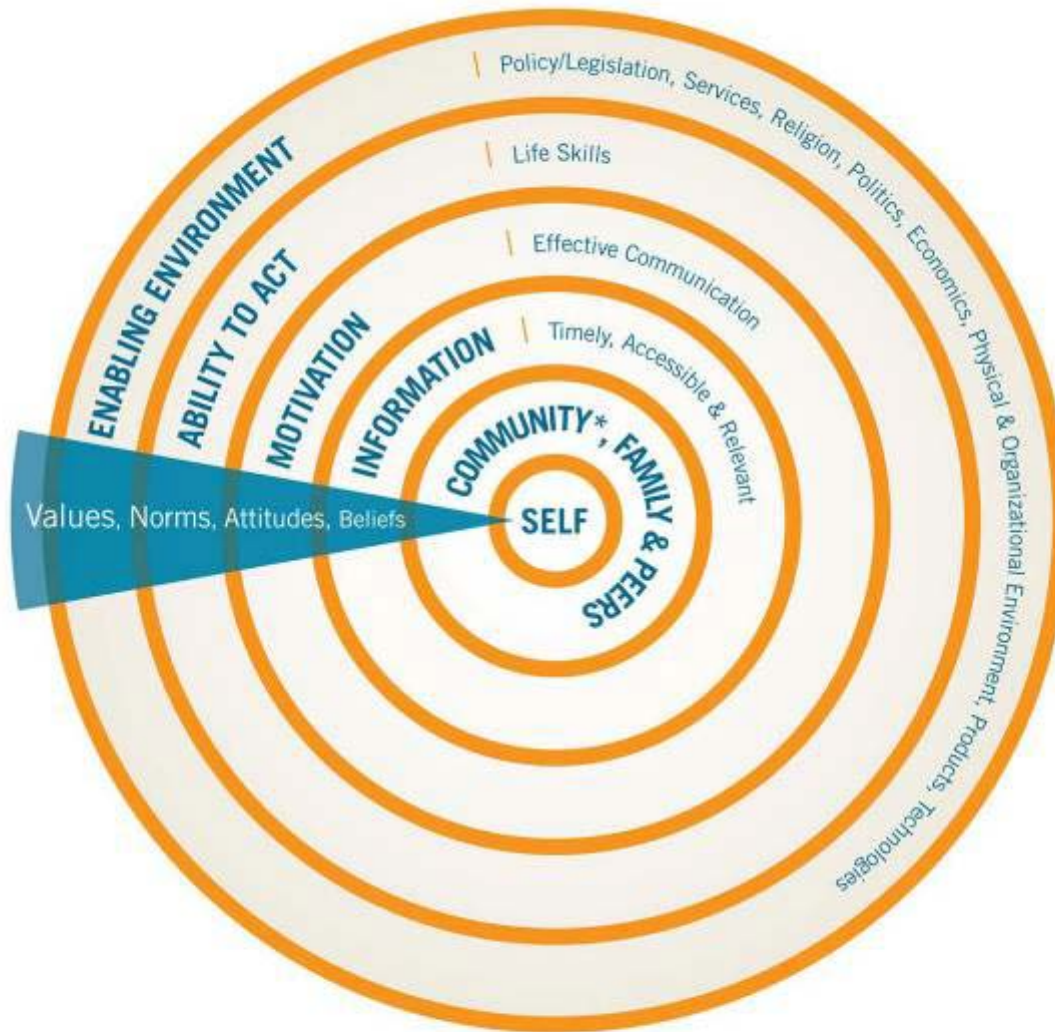 ENABLING ENVIRONMENT | Policy/Legislation, Services, Religion, Politics, Economics, Physical & Organizational Environment, Products, Technologies
ABILITY TO ACT | Life Skills
MOTIVATION | Effective Communication
INFORMATION | Timely, Accessible & Relevant
COMMUNITY*, FAMILY & PEERS
SELF
Values, Norms, Attitudes, Beliefs